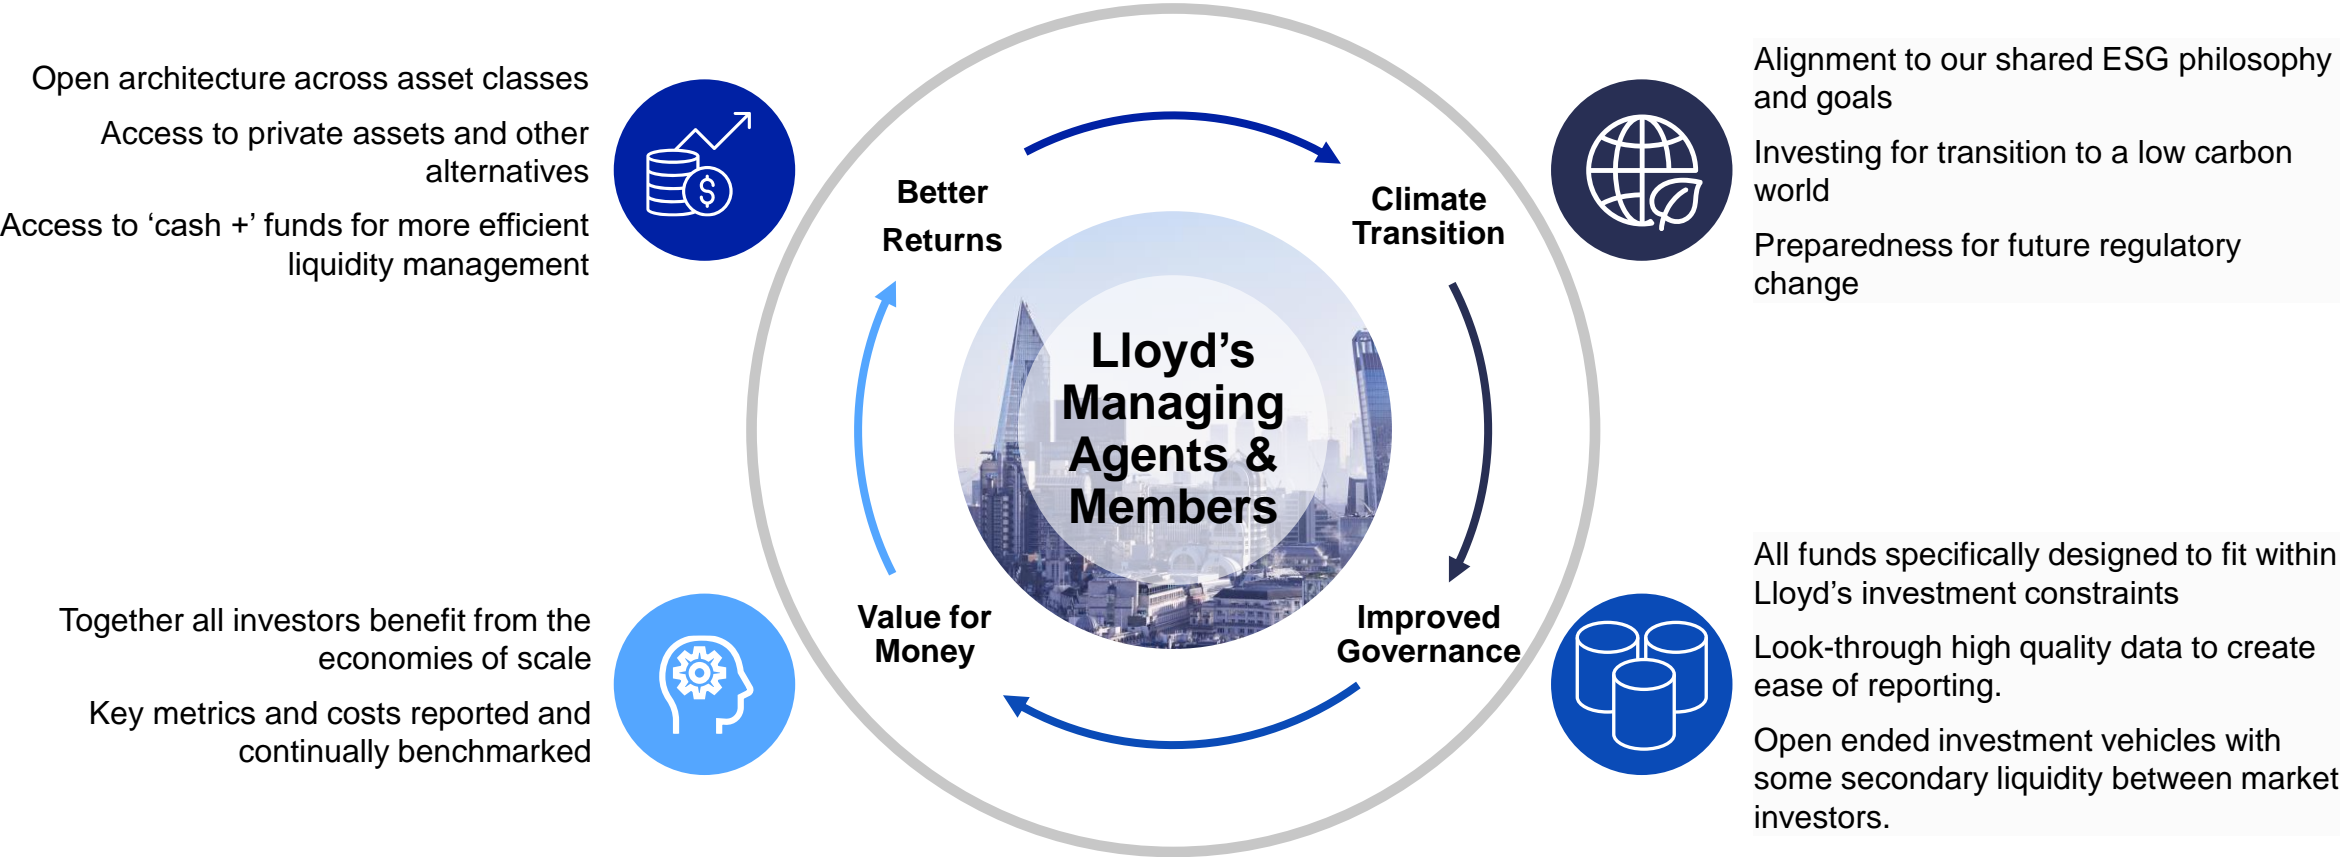 Open architecture across asset classes
Access to private assets and other
alternatives
Access to ‘cash +’ funds for more efficient
liquidity management
Better
Returns
Climate
Transition
Alignment to our shared ESG philosophy
and goals
Investing for transition to a low carbon
world
Preparedness for future regulatory
change
Lloyd’s
Managing
Agents &
Members
Together all investors benefit from the
economies of scale
Key metrics and costs reported and
continually benchmarked
$
Value for
Money
Improved
Governance
All funds specifically designed to fit within
Lloyd’s investment constraints
Look-through high quality data to create
ease of reporting.
Open ended investment vehicles with
some secondary liquidity between market
investors.